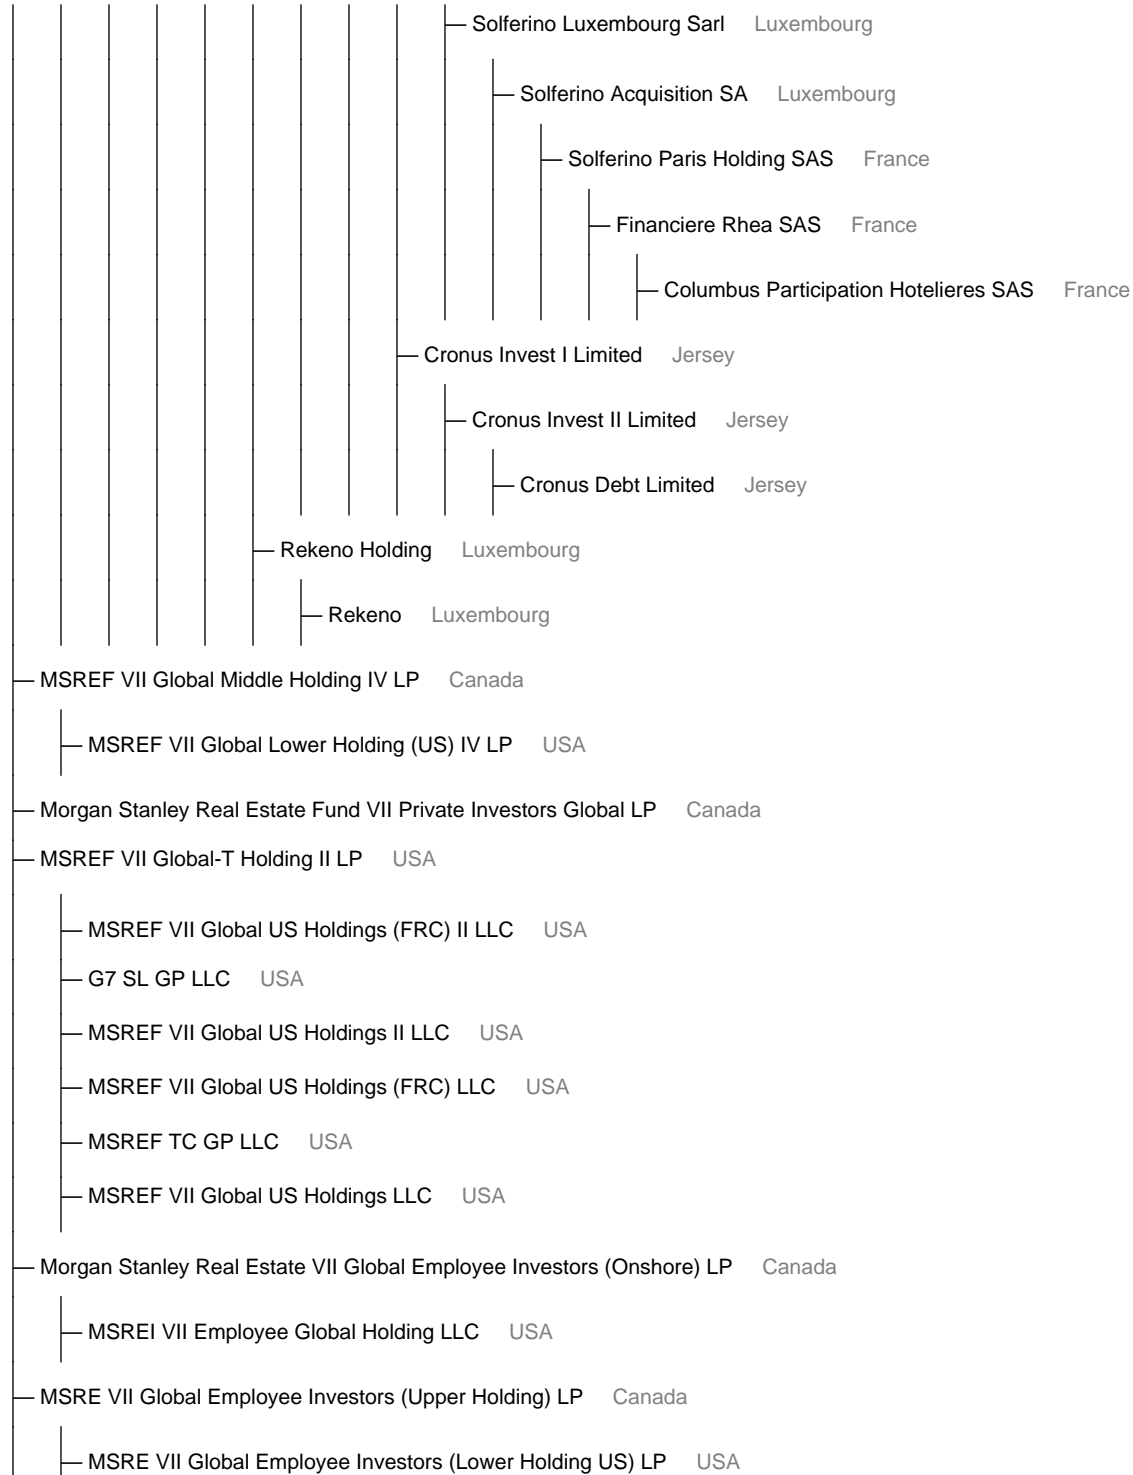 Solferino Luxembourg Sarl Luxembourg
Solferino Acquisition SA Luxembourg
Solferino Paris Holding SAS France
Financiere Rhea SAS France
Columbus Participation Hotelieres SAS France
Cronus Invest I Limited Jersey
Cronus Invest II Limited Jersey
Cronus Debt Limited Jersey
Rekeno Holding Luxembourg
Rekeno Luxembourg
MSREF VII Global Middle Holding IV LP Canada
MSREF VII Global Lower Holding (US) IV LP USA
Morgan Stanley Real Estate Fund VII Private Investors Global LP Canada
MSREF VII Global-T Holding II LP USA
MSREF VII Global US Holdings (FRC) II LLC USA
G7 SL GP LLC USA
MSREF VII Global US Holdings II LLC USA
MSREF VII Global US Holdings (FRC) LLC USA
MSREF TC GP LLC USA
MSREF VII Global US Holdings LLC USA
Morgan Stanley Real Estate VII Global Employee Investors (Onshore) LP Canada
MSREI VII Employee Global Holding LLC USA
MSRE VII Global Employee Investors (Upper Holding) LP Canada
MSRE VII Global Employee Investors (Lower Holding US) LP USA